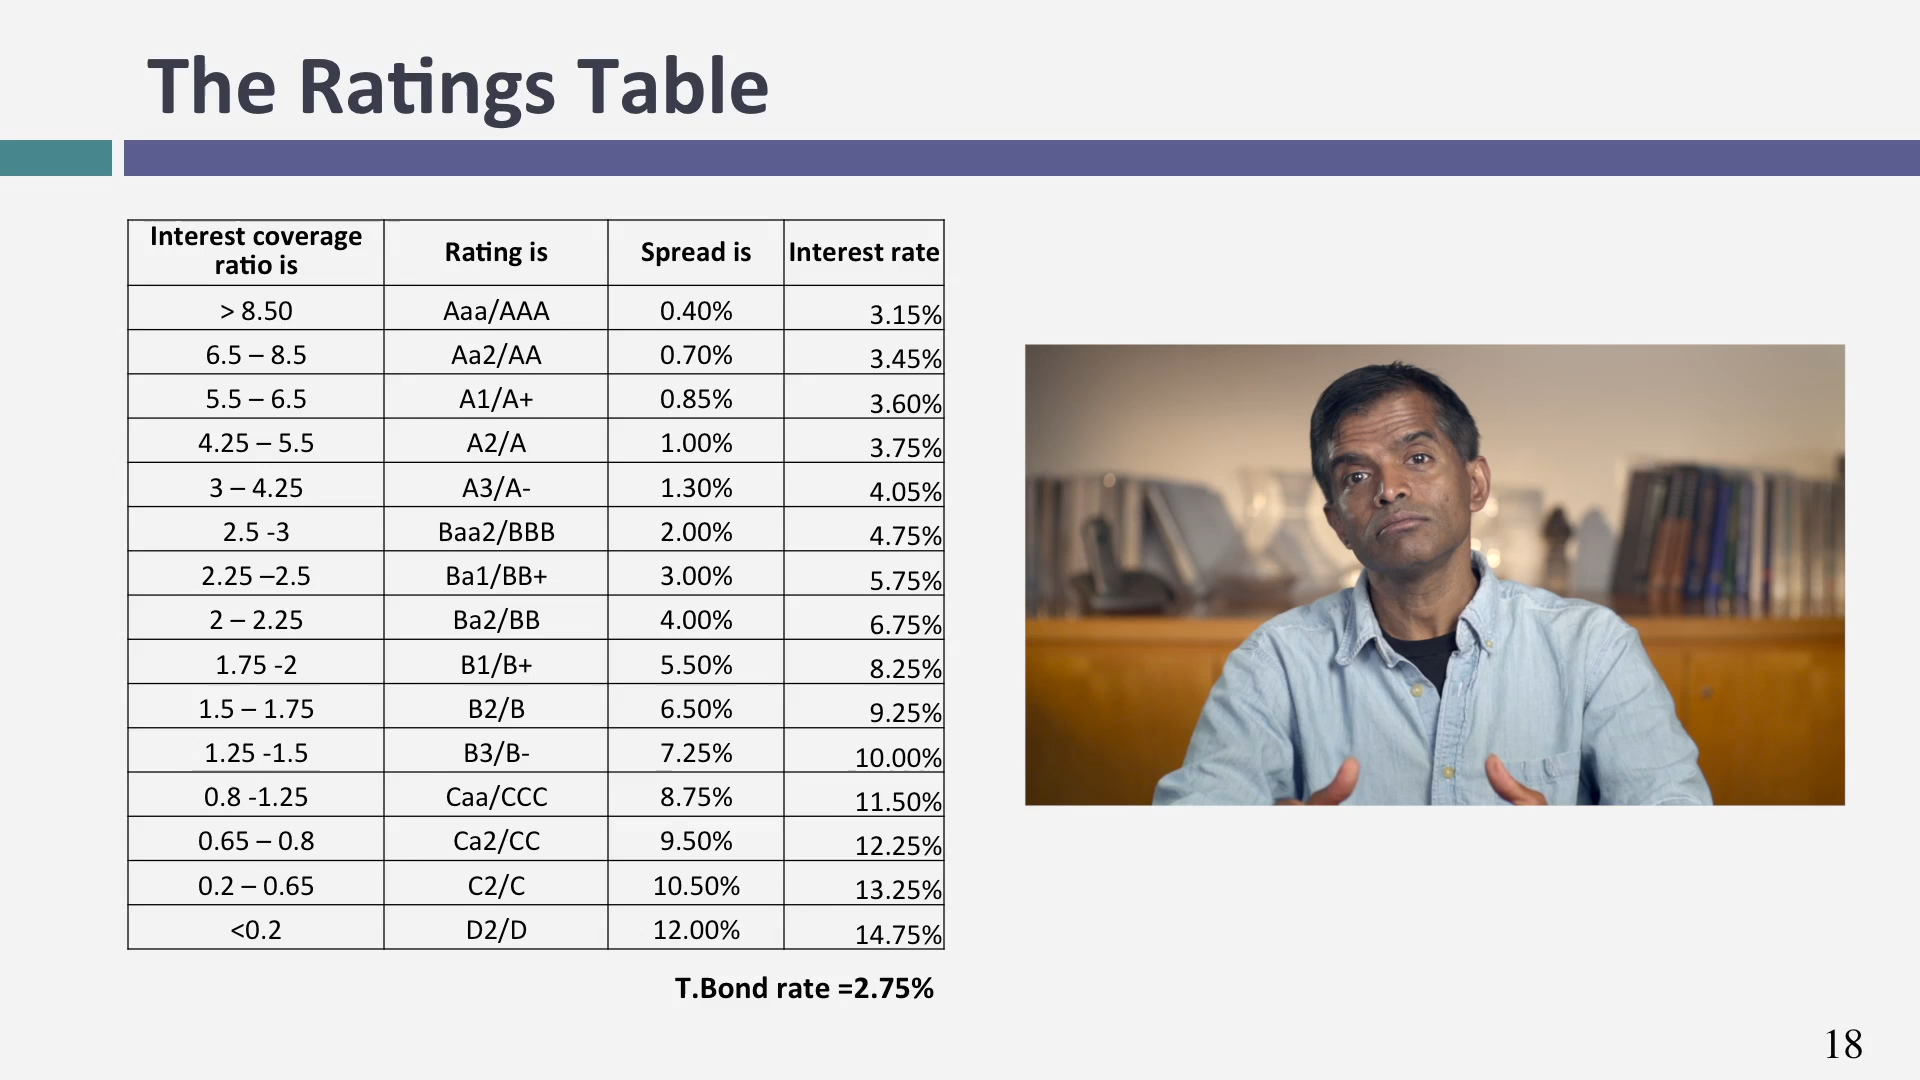 The Ratings Table
Interest coverage
ratio is
Rating is
Spread is
Interest rate
> 8.50 Aaa/AAA 0.40% 3.15%
6.5 – 8.5 Aa2/AA 0.70% 3.45%
5.5 – 6.5 A1/A+ 0.85% 3.60%
4.25 – 5.5 A2/A 1.00% 3.75%
3 – 4.25 A3/A- 1.30% 4.05%
2.5 -3 Baa2/BBB 2.00% 4.75%
2.25 –2.5 Ba1/BB+ 3.00% 5.75%
2 – 2.25 Ba2/BB 4.00% 6.75%
1.75 -2 B1/B+ 5.50% 8.25%
1.5 – 1.75 B2/B 6.50% 9.25%
1.25 -1.5 B3/B- 7.25% 10.00%
0.8 -1.25 Caa/CCC 8.75% 11.50%
0.65 – 0.8 Ca2/CC 9.50% 12.25%
0.2 – 0.65 C2/C 10.50% 13.25%
<0.2 D2/D 12.00% 14.75%
T.Bond rate =2.75%
18